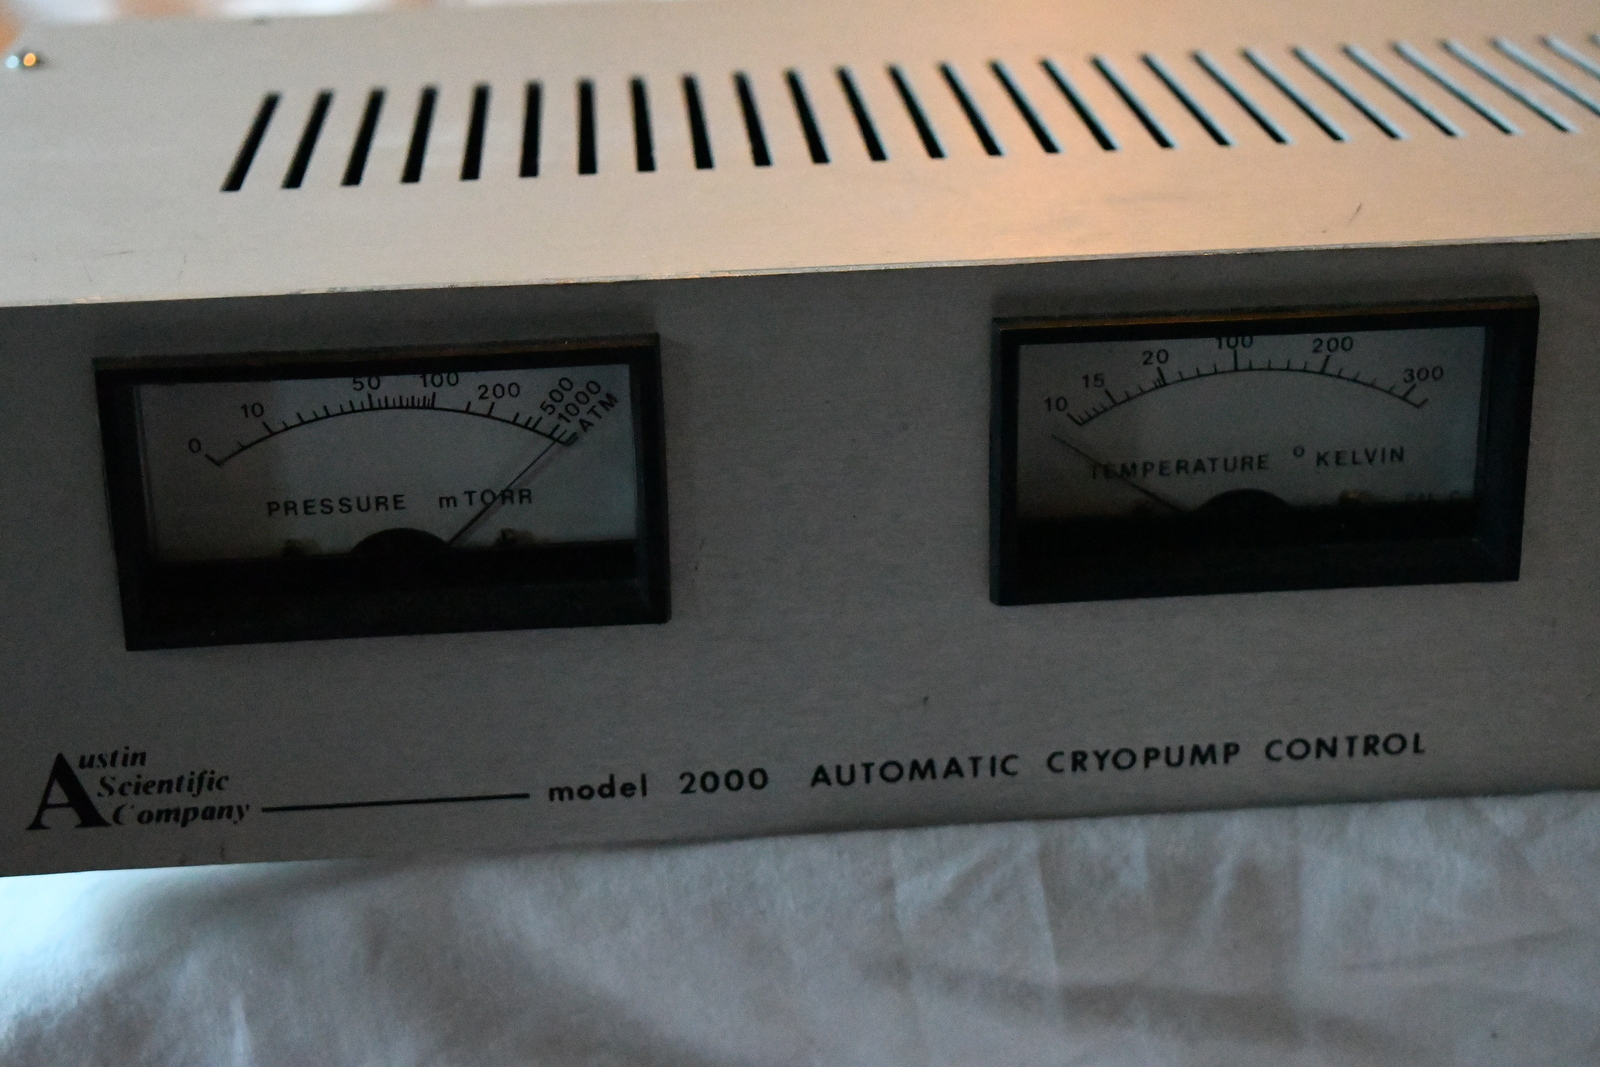 0 10 50 100 200 500 1000 ATM
PRESSURE mTORR
10 15 20 100 200 300
TEMPERATURE ° KELVIN
Austin
Scientific
Company
model 2000 AUTOMATIC CRYOPUMP CONTROL